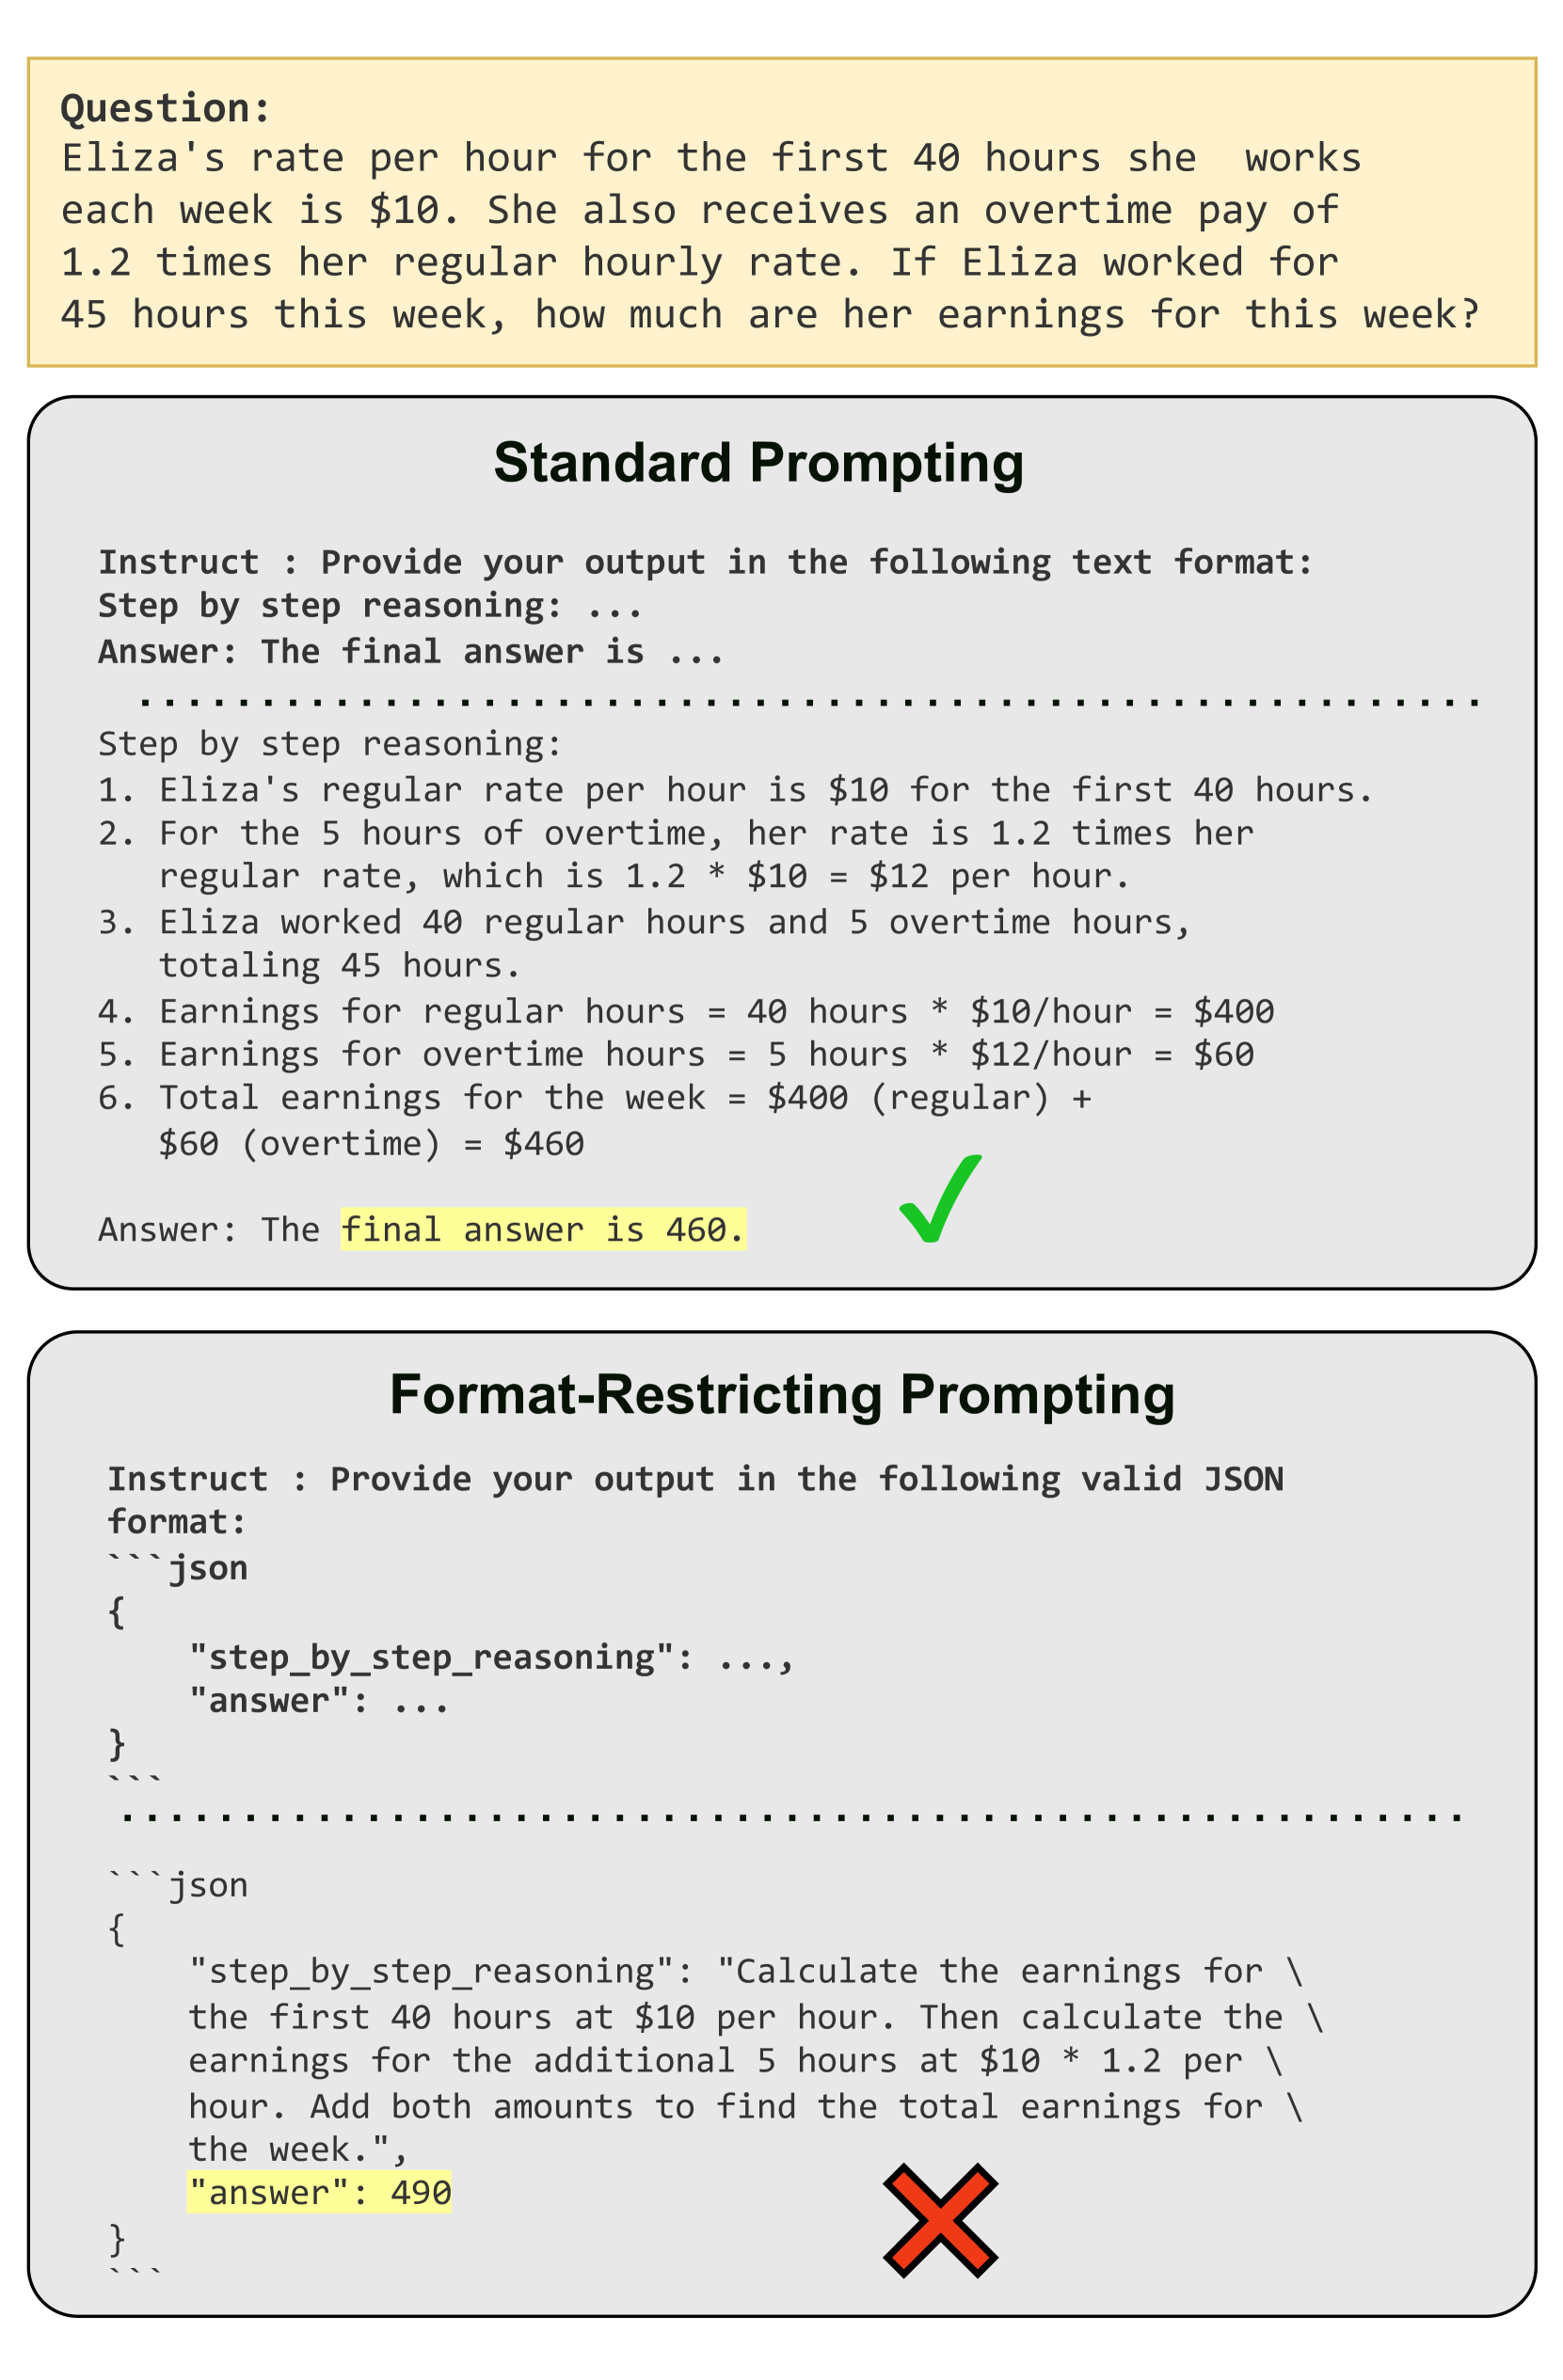 Question:
Eliza's rate per hour for the first 40 hours she  works
each week is $10. She also receives an overtime pay of
1.2 times her regular hourly rate. If Eliza worked for
45 hours this week, how much are her earnings for this week?
Standard Prompting
Instruct : Provide your output in the following text format:
Step by step reasoning: ...
Answer: The final answer is ...
Step by step reasoning:
1. Eliza's regular rate per hour is $10 for the first 40 hours.
2. For the 5 hours of overtime, her rate is 1.2 times her
regular rate, which is 1.2 * $10 = $12 per hour.
3. Eliza worked 40 regular hours and 5 overtime hours,
totaling 45 hours.
4. Earnings for regular hours = 40 hours * $10/hour = $400
5. Earnings for overtime hours = 5 hours * $12/hour = $60
6. Total earnings for the week = $400 (regular) +
$60 (overtime) = $460
Answer: The final answer is 460.
Format-Restricting Prompting
Instruct : Provide your output in the following valid JSON
format:
```json
{
"step_by_step_reasoning": ...,
"answer": ...
}
```
```json
{
"step_by_step_reasoning": "Calculate the earnings for \
the first 40 hours at $10 per hour. Then calculate the \
earnings for the additional 5 hours at $10 * 1.2 per \
hour. Add both amounts to find the total earnings for \
the week.",
"answer": 490
}
```